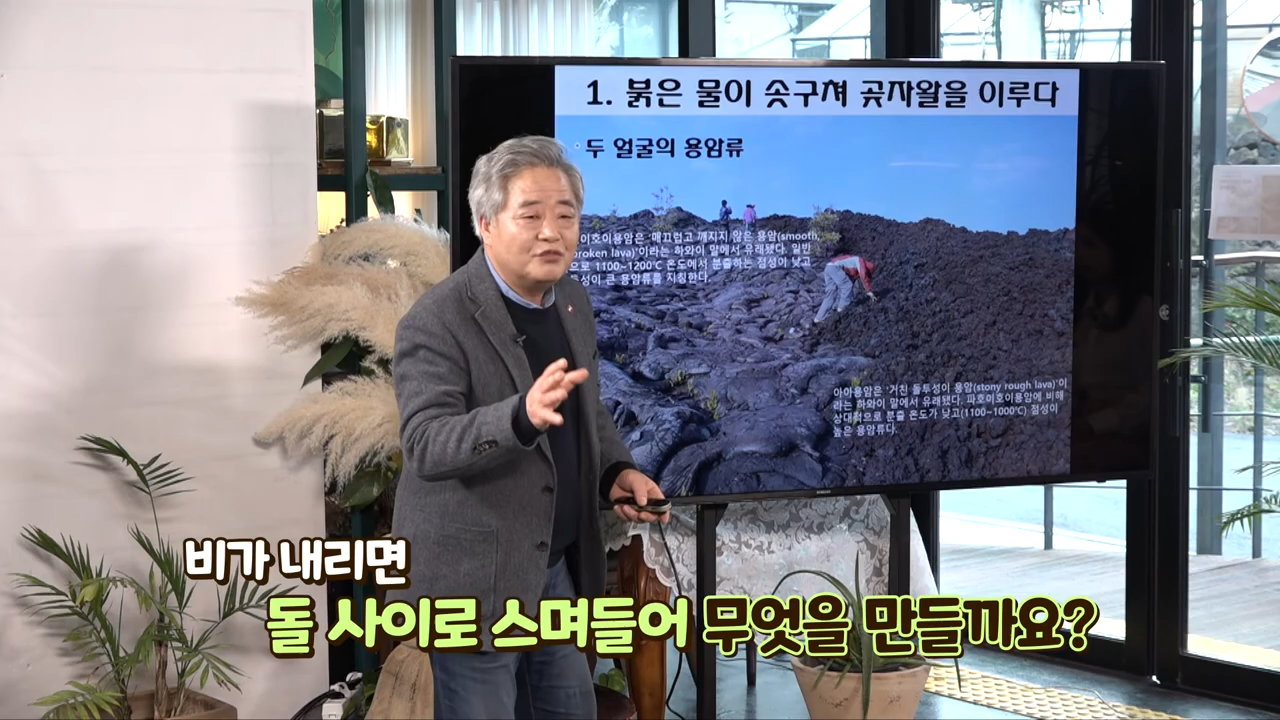 1. 붉은 물이 솟구쳐 곶자왈을 이루다
두 얼굴의 용암류
이호이용암은 '매끄럽고 깨지지 않은 용암(smooth,
broken lava)'이라는 하와이 말에서 유래됐다. 일반
으로 1100~1200℃ 온도에서 분출하는 점성이 낮고
동성이 큰 용암류를 지칭한다.
아아용암은 '거친 돌투성이 용암(stony rough lava)'이
라는 하와이 말에서 유래됐다. 파호이호이용암에 비해
상대적으로 분출 온도가 낮고(1100~1000℃) 점성이
높은 용암류다.
비가 내리면
돌 사이로 스며들어 무엇을 만들까요?